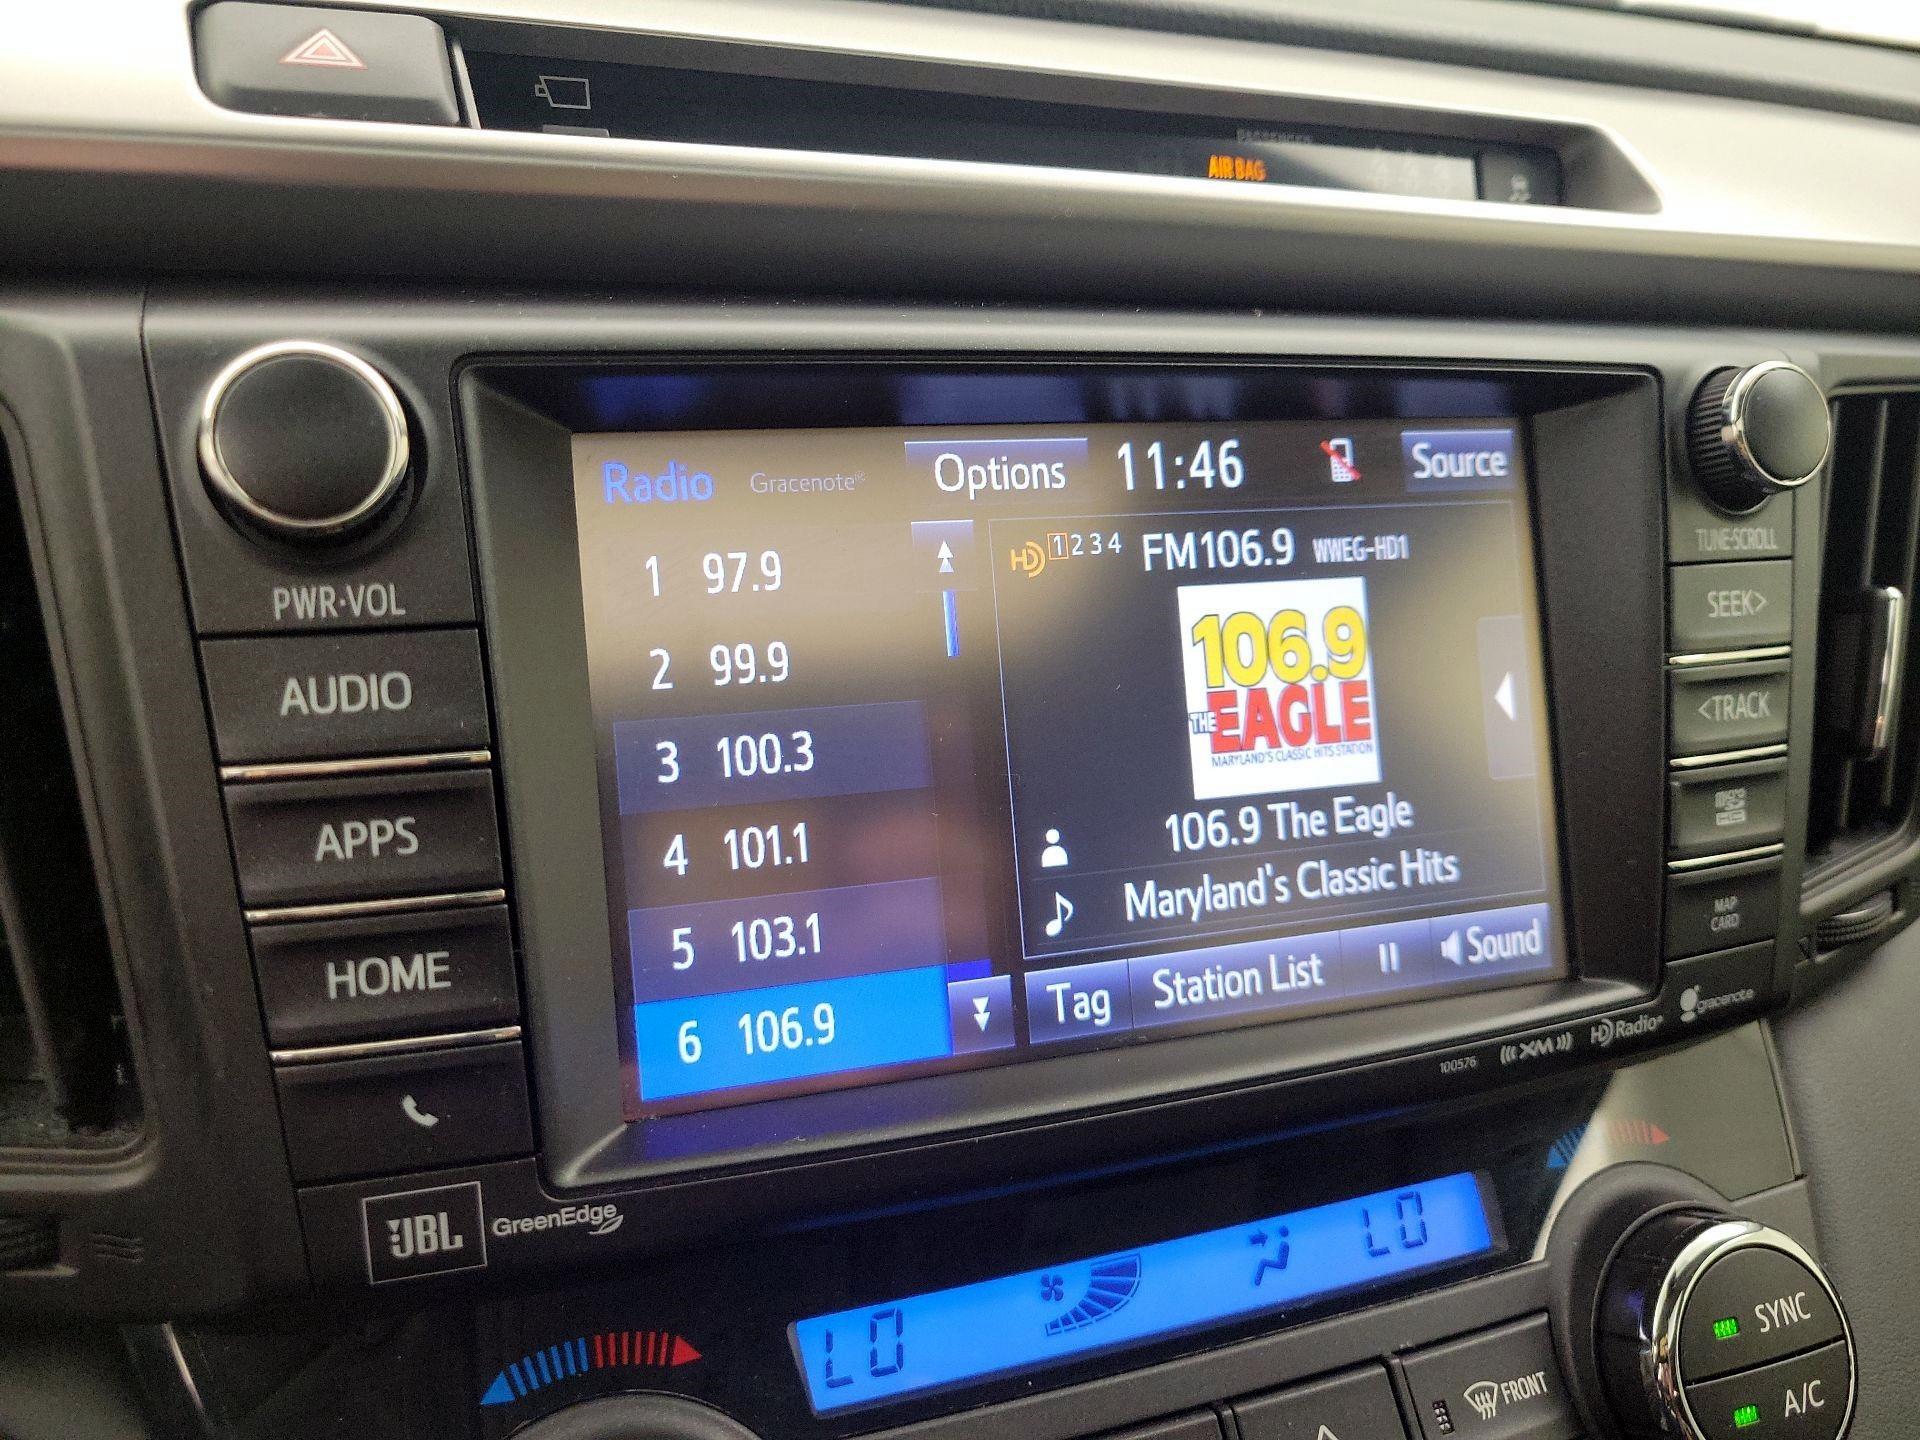 PASSENGER
AIR BAG
PWR·VOL
AUDIO
APPS
HOME
JBL GreenEdge
Radio Gracenote® Options 11:46 Source
1 97.9
2 99.9
3 100.3
4 101.1
5 103.1
6 106.9
HD 1 2 3 4 FM106.9 WWEG-HD1
106.9
THE EAGLE
MARYLAND'S CLASSIC HITS STATION
106.9 The Eagle
Maryland's Classic Hits
Tag Station List Sound
TUNE·SCROLL
SEEK>
<TRACK
MAP
CARD
100576 ((( XM ))) HD Radio® gracenote
LO LO
SYNC
A/C
FRONT